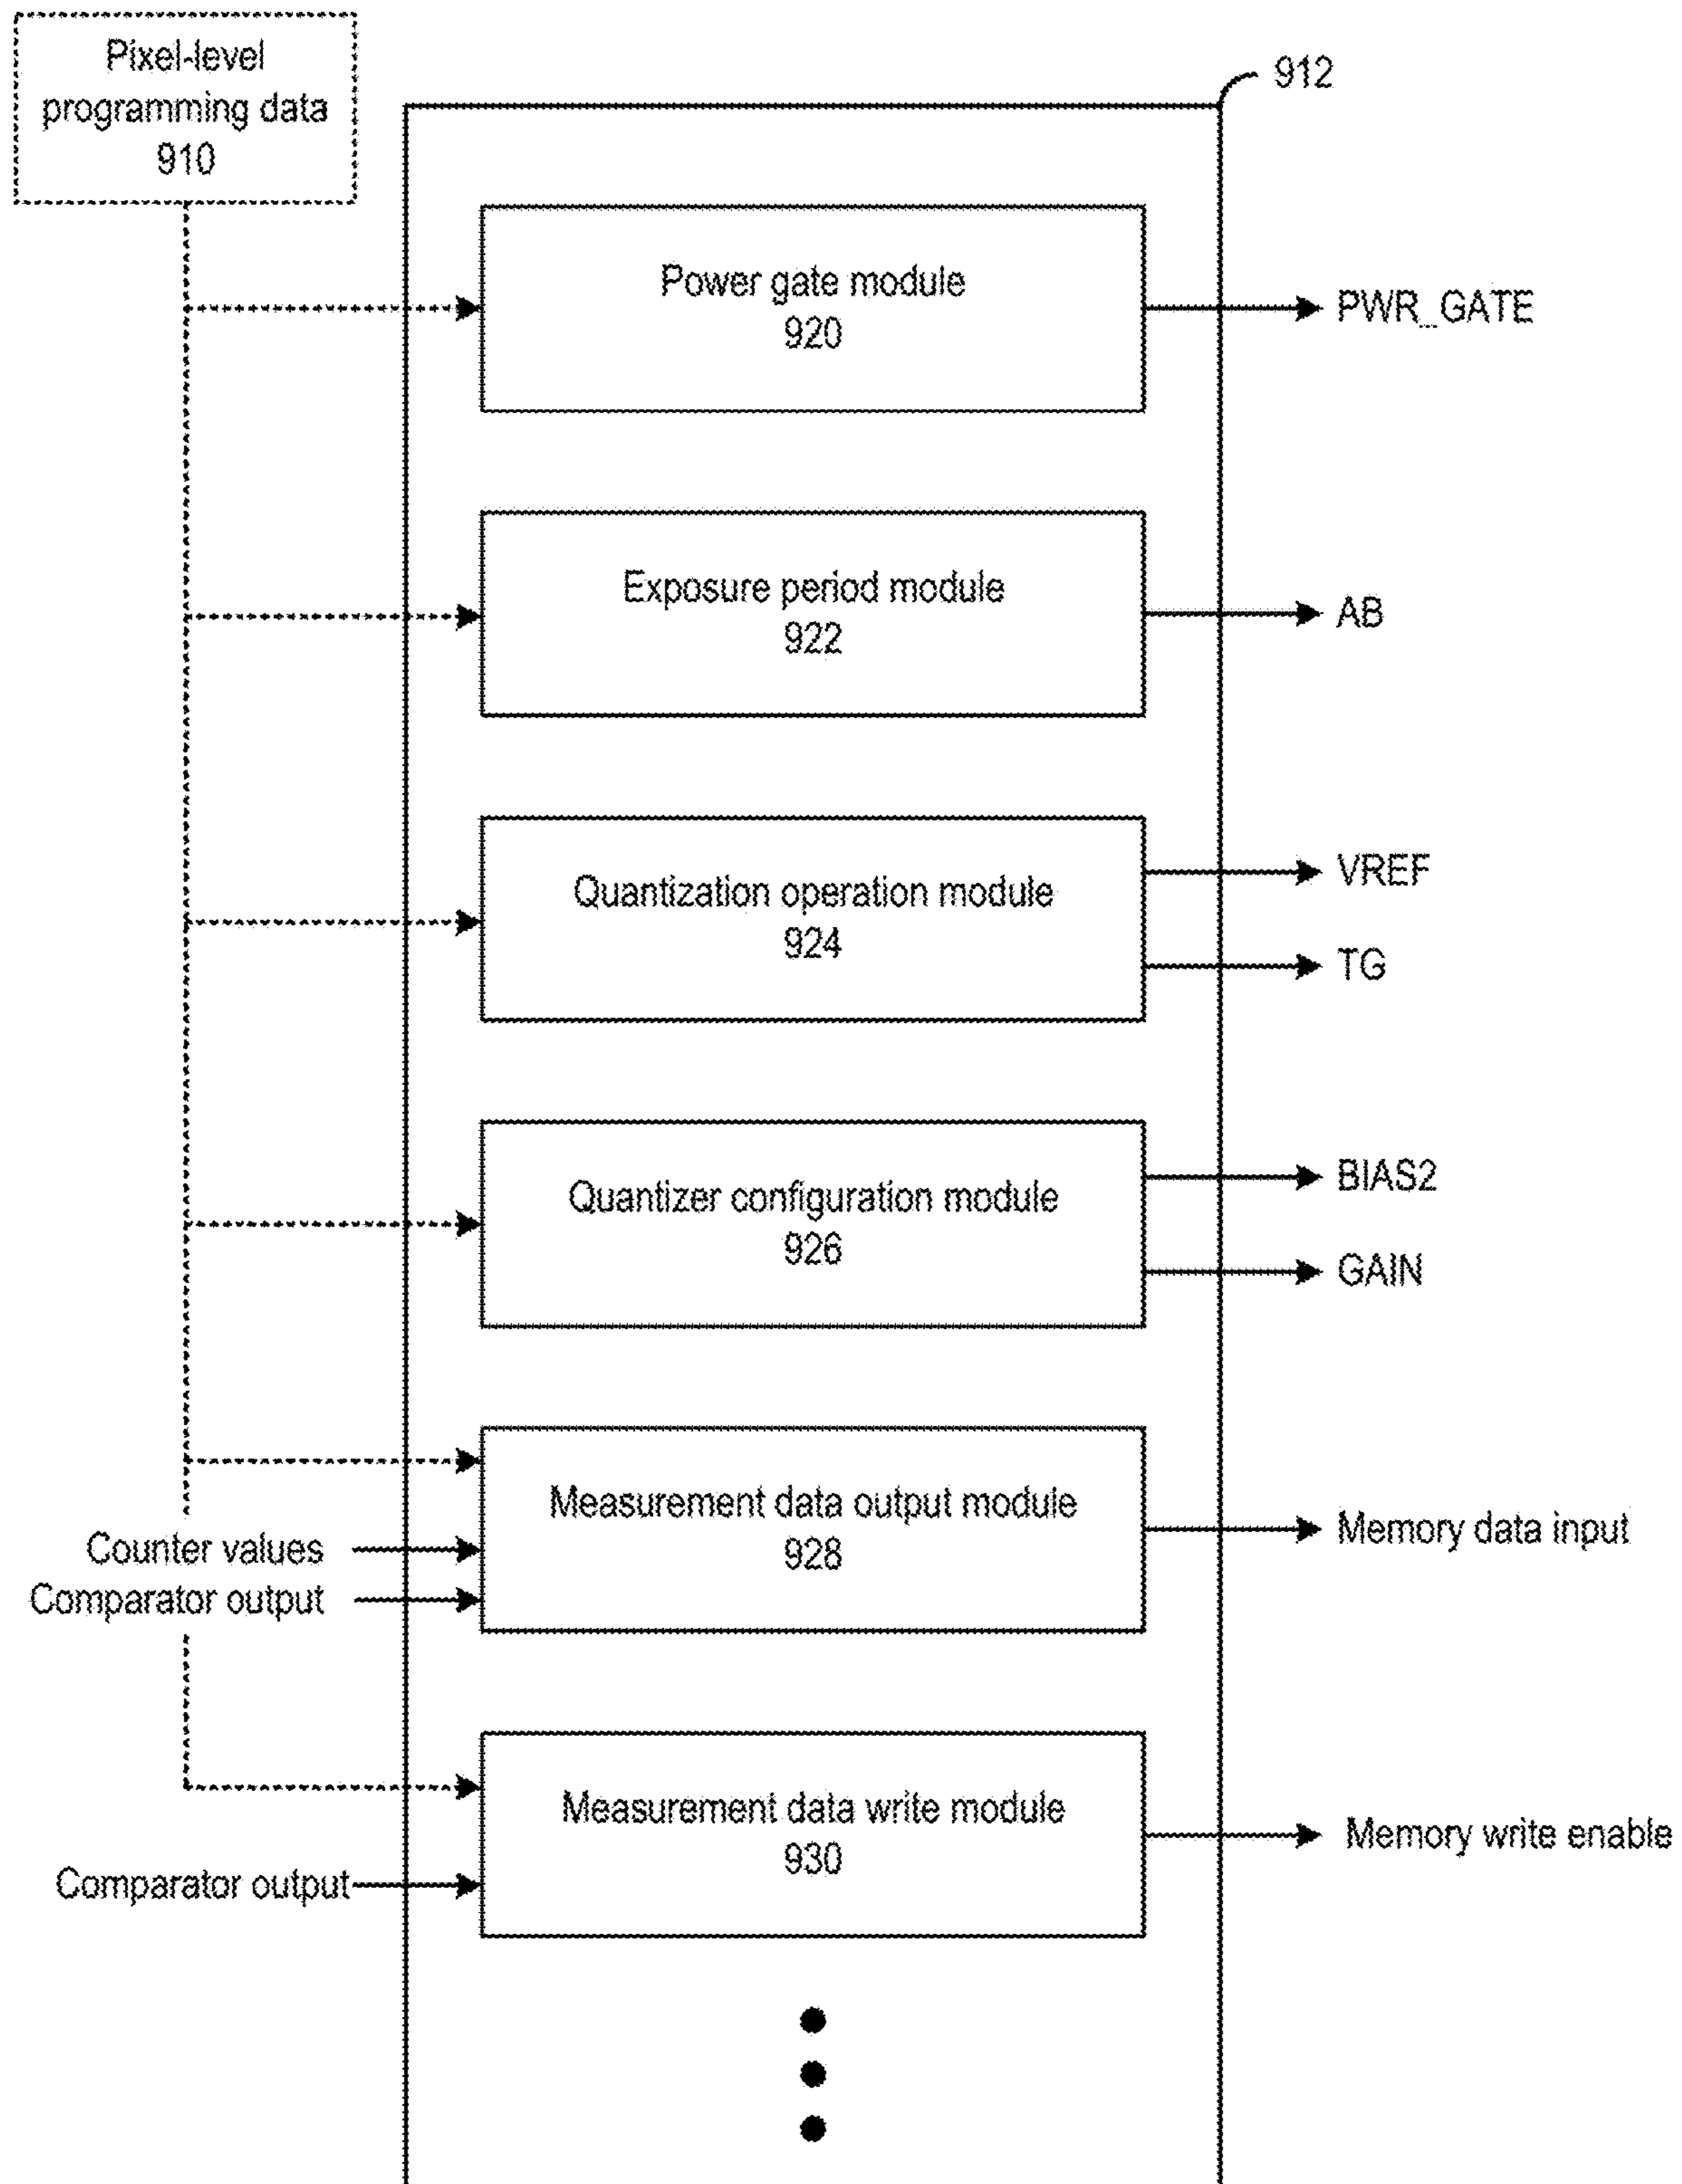 Pixel-level
programming data
910
912
Power gate module
920
PWR_GATE
Exposure period module
922
AB
Quantization operation module
924
VREF
TG
Quantizer configuration module
926
BIAS2
GAIN
Counter values
Comparator output
Measurement data output module
928
Memory data input
Comparator output
Measurement data write module
930
Memory write enable